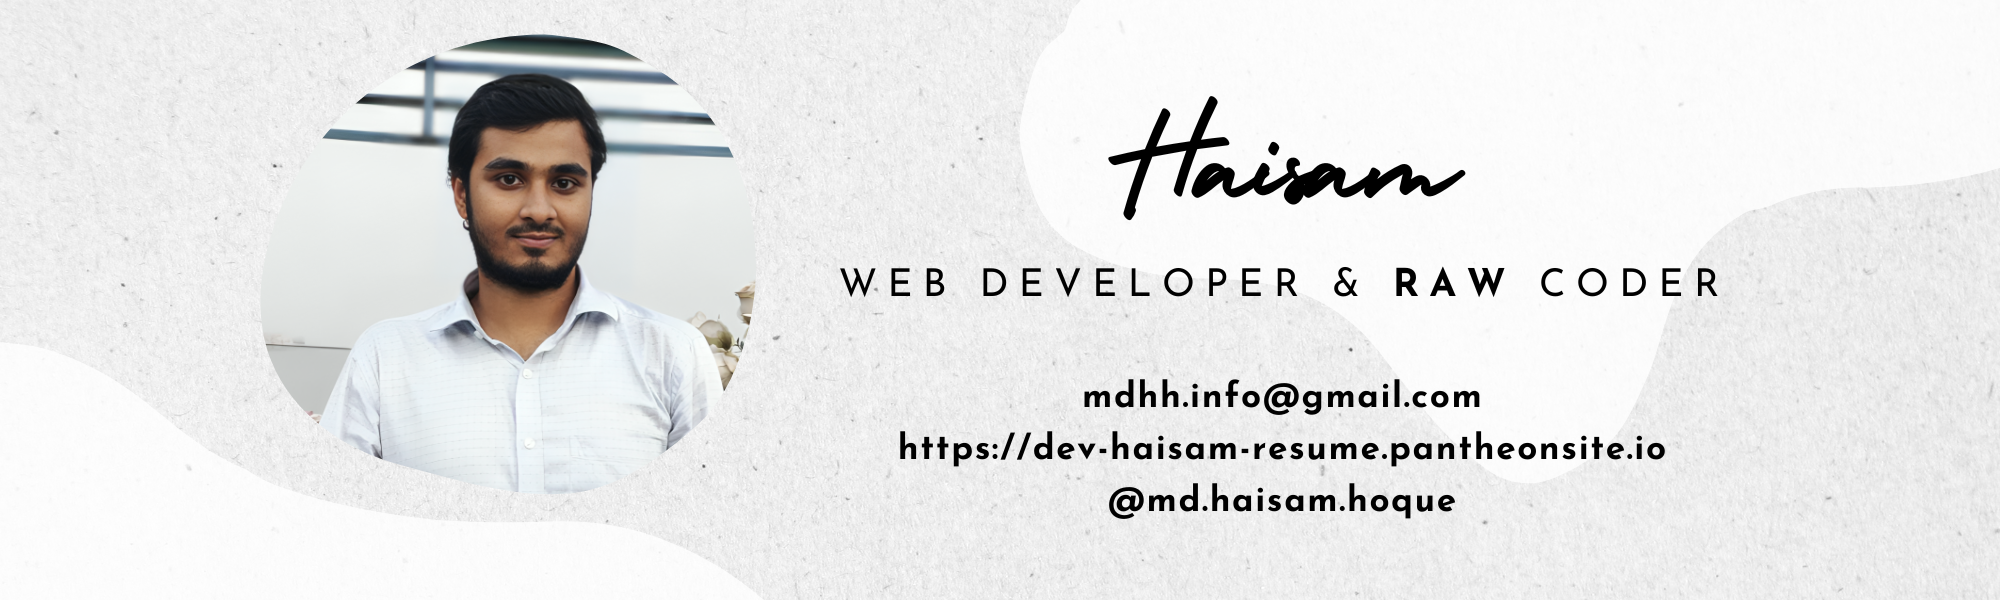 Haisam
WEB DEVELOPER & RAW CODER
mdhh.info@gmail.com
https://dev-haisam-resume.pantheonsite.io
@md.haisam.hoque